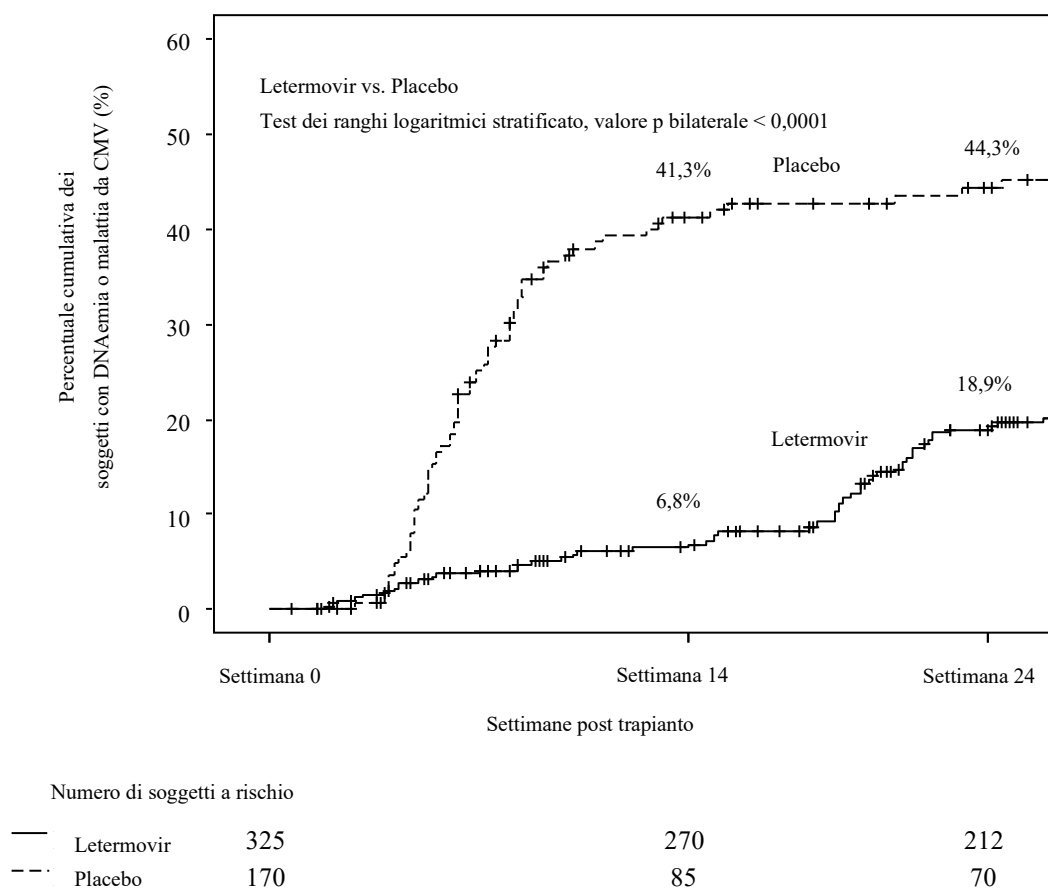 60
50
40
30
20
10
0
Percentuale cumulativa dei
soggetti con DNAemia o malattia da CMV (%)
Letermovir vs. Placebo
Test dei ranghi logaritmici stratificato, valore p bilaterale < 0,0001
41,3%
Placebo
44,3%
18,9%
Letermovir
6,8%
Settimana 0
Settimana 14
Settimana 24
Settimane post trapianto
Numero di soggetti a rischio
Letermovir 325 270 212
Placebo 170 85 70